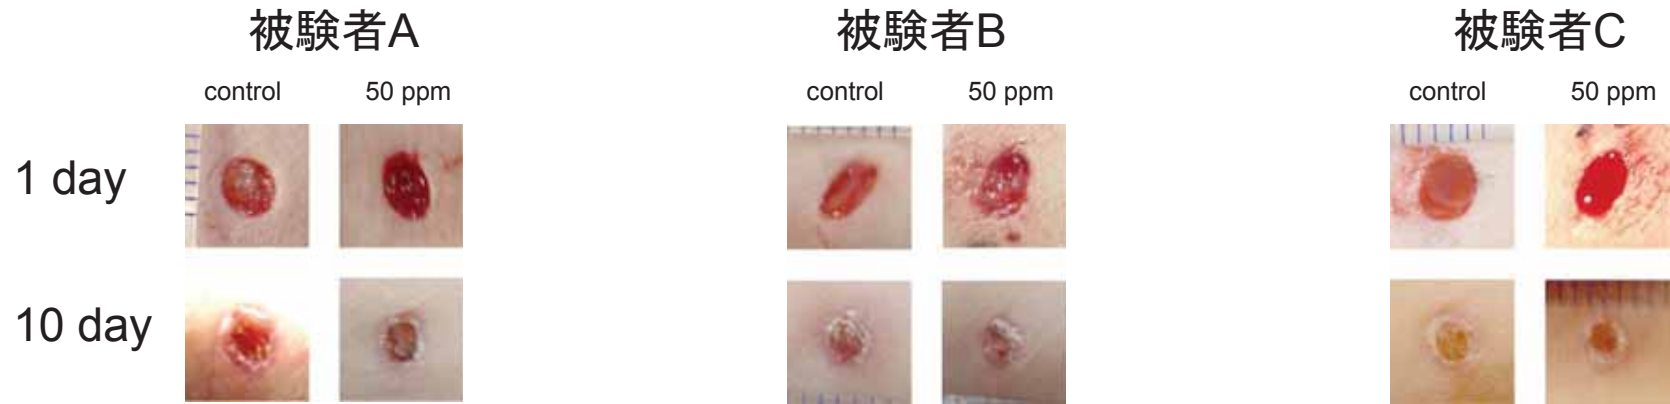 被験者A 被験者B 被験者C
control 50 ppm control 50 ppm control 50 ppm
1 day
10 day